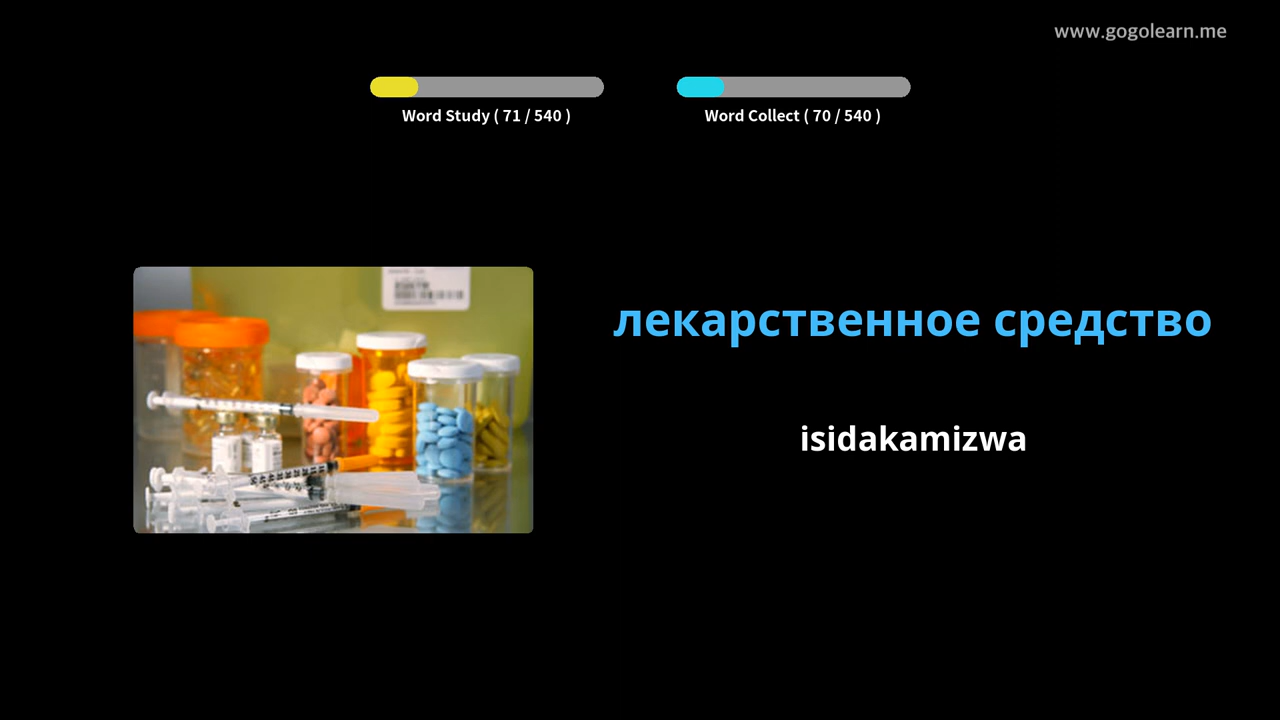 www.gogolearn.me
Word Study ( 71 / 540 )
Word Collect ( 70 / 540 )
лекарственное средство
isidakamizwa